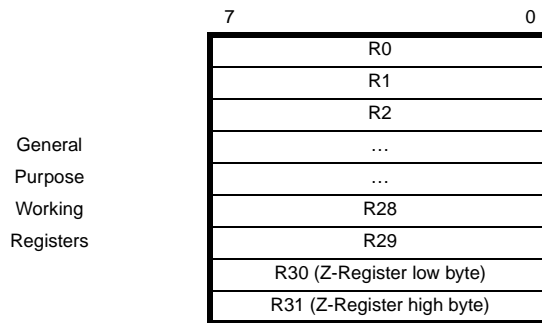 7 0
R0
R1
R2
General …
Purpose …
Working R28
Registers R29
R30 (Z-Register low byte)
R31 (Z-Register high byte)